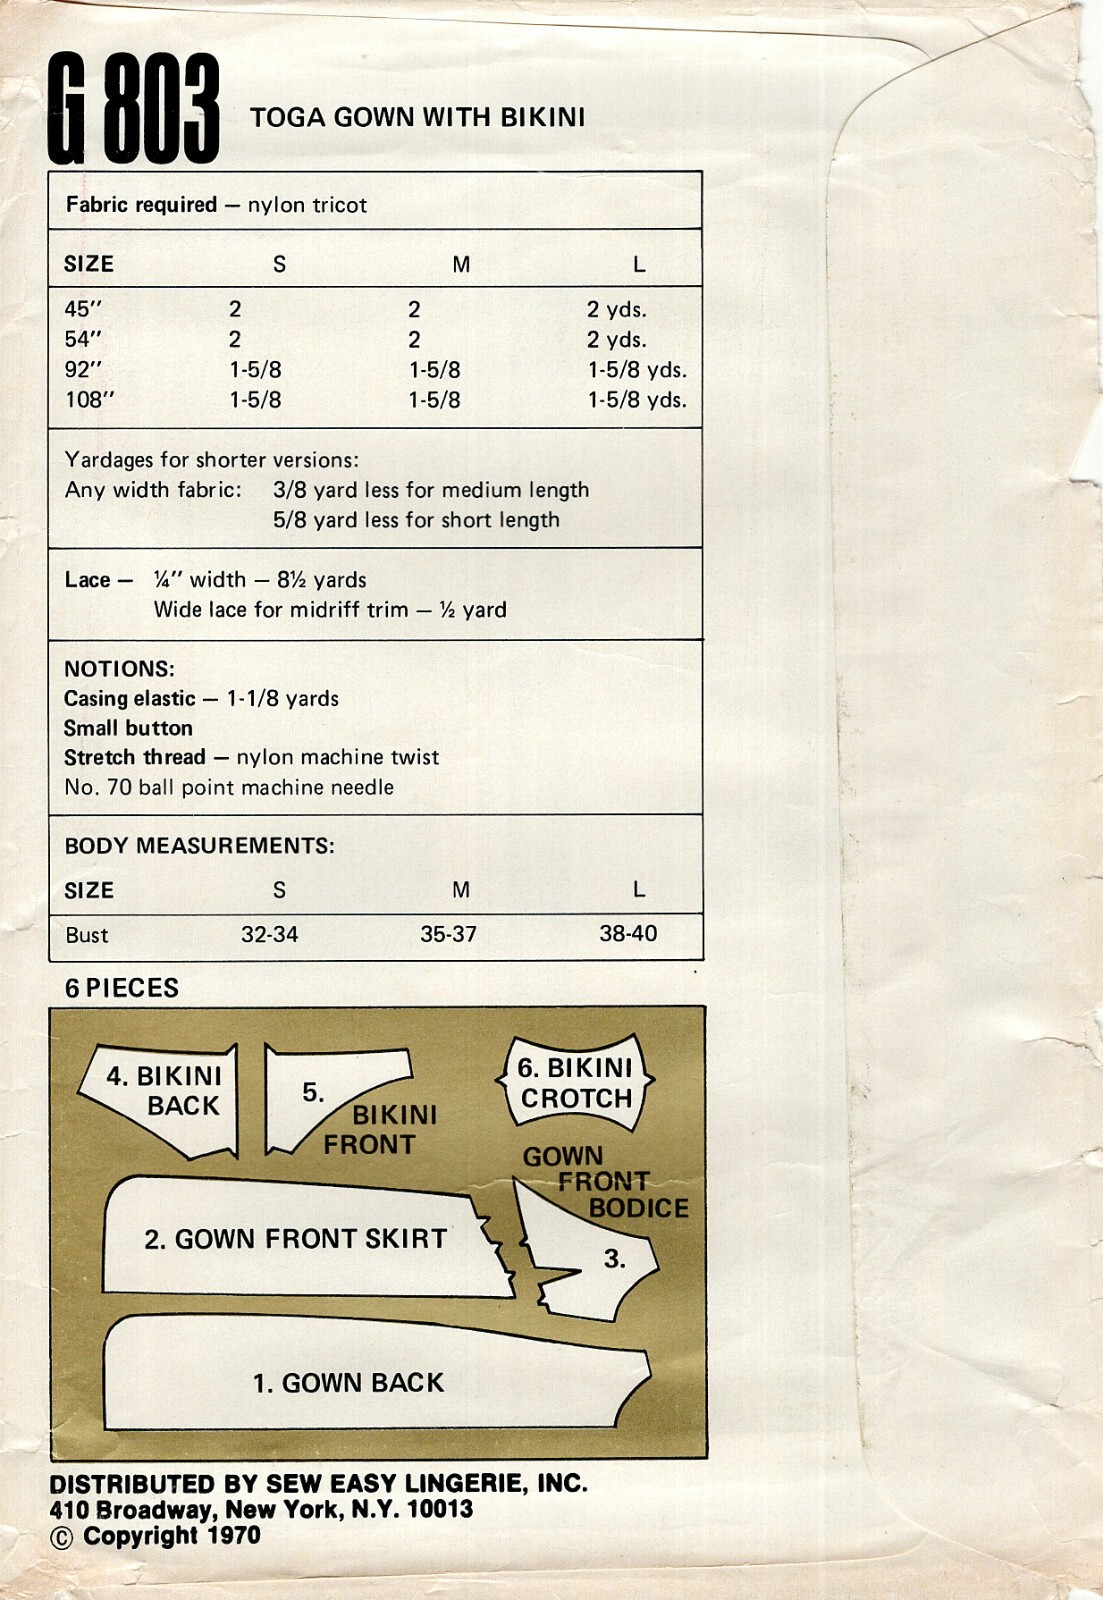 G 803 TOGA GOWN WITH BIKINI
Fabric required — nylon tricot
SIZE S M L
45" 2 2 2 yds.
54" 2 2 2 yds.
92" 1-5/8 1-5/8 1-5/8 yds.
108" 1-5/8 1-5/8 1-5/8 yds.
Yardages for shorter versions:
Any width fabric: 3/8 yard less for medium length
5/8 yard less for short length
Lace — ¼" width — 8½ yards
Wide lace for midriff trim — ½ yard
NOTIONS:
Casing elastic — 1-1/8 yards
Small button
Stretch thread — nylon machine twist
No. 70 ball point machine needle
BODY MEASUREMENTS:
SIZE S M L
Bust 32-34 35-37 38-40
6 PIECES
4. BIKINI
BACK
5.
BIKINI
FRONT
6. BIKINI
CROTCH
GOWN
FRONT
BODICE
3.
2. GOWN FRONT SKIRT
1. GOWN BACK
DISTRIBUTED BY SEW EASY LINGERIE, INC.
410 Broadway, New York, N.Y. 10013
© Copyright 1970